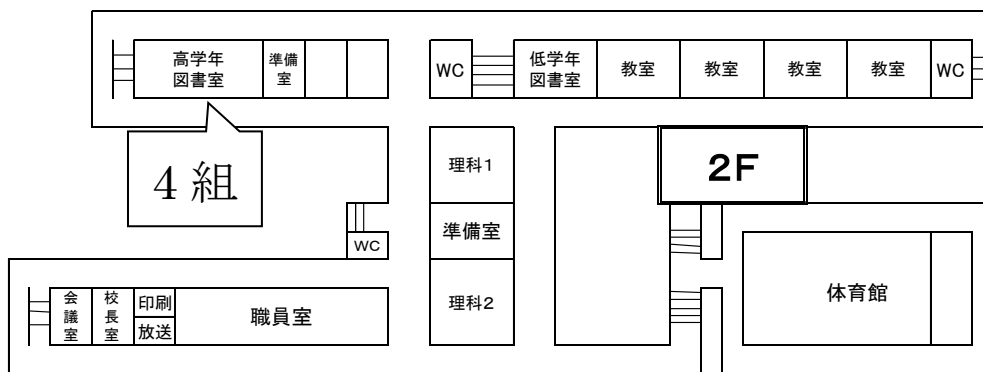 高学年
図書室
準備
室
WC
低学年
図書室
教室
教室
教室
教室
WC
4組
理科1
2F
準備室
WC
理科2
体育館
会議室
校長室
印刷
放送
職員室